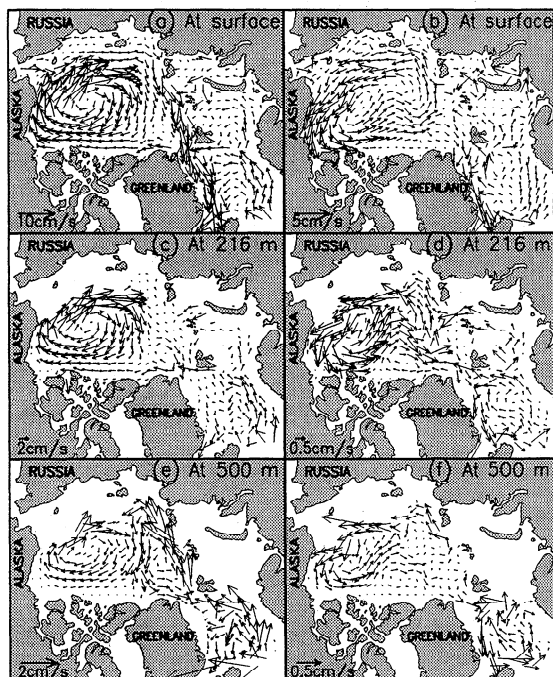 RUSSIA
a) At surface
ALASKA
GREENLAND
10cm/s
RUSSIA
b) At surface
ALASKA
GREENLAND
5cm/s
RUSSIA
c) At 216 m
ALASKA
GREENLAND
2cm/s
RUSSIA
d) At 216 m
ALASKA
GREENLAND
0.5cm/s
RUSSIA
e) At 500 m
ALASKA
GREENLAND
2cm/s
RUSSIA
f) At 500 m
ALASKA
GREENLAND
0.5cm/s